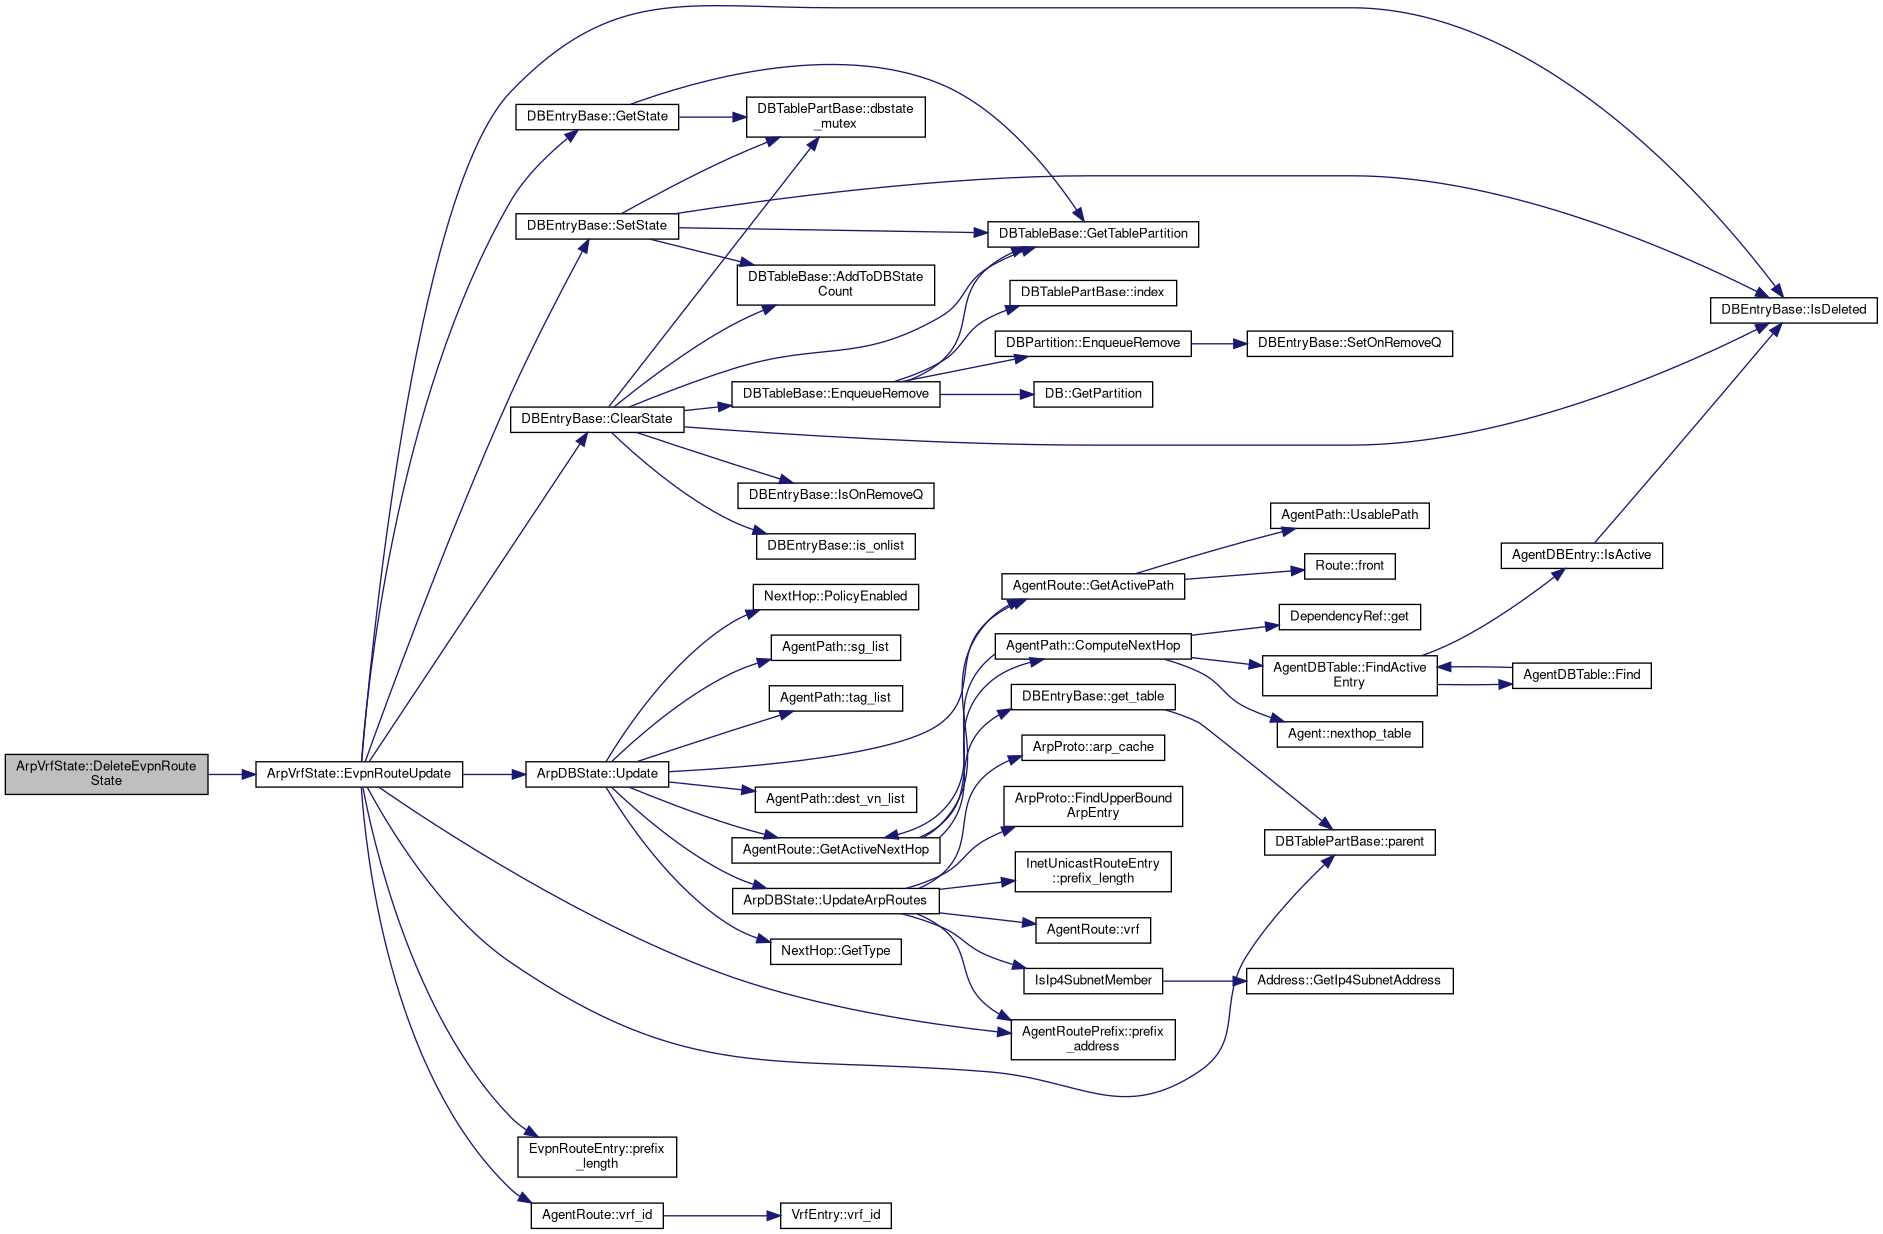 ArpVrfState::DeleteEvpnRoute
State
ArpVrfState::EvpnRouteUpdate
DBEntryBase::GetState
DBEntryBase::SetState
DBEntryBase::ClearState
ArpDBState::Update
EvpnRouteEntry::prefix
_length
AgentRoute::vrf_id
DBTablePartBase::dbstate
_mutex
DBTableBase::AddToDBState
Count
DBTableBase::EnqueueRemove
DBEntryBase::IsOnRemoveQ
DBEntryBase::is_onlist
NextHop::PolicyEnabled
AgentPath::sg_list
AgentPath::tag_list
AgentPath::dest_vn_list
AgentRoute::GetActiveNextHop
ArpDBState::UpdateArpRoutes
NextHop::GetType
VrfEntry::vrf_id
DBTableBase::GetTablePartition
DBTablePartBase::index
DBPartition::EnqueueRemove
DB::GetPartition
AgentRoute::GetActivePath
AgentPath::ComputeNextHop
DBEntryBase::get_table
ArpProto::arp_cache
ArpProto::FindUpperBound
ArpEntry
InetUnicastRouteEntry
::prefix_length
AgentRoute::vrf
IsIp4SubnetMember
AgentRoutePrefix::prefix
_address
DBEntryBase::SetOnRemoveQ
AgentPath::UsablePath
Route::front
DependencyRef::get
AgentDBTable::FindActive
Entry
Agent::nexthop_table
DBTablePartBase::parent
Address::GetIp4SubnetAddress
AgentDBEntry::IsActive
AgentDBTable::Find
DBEntryBase::IsDeleted